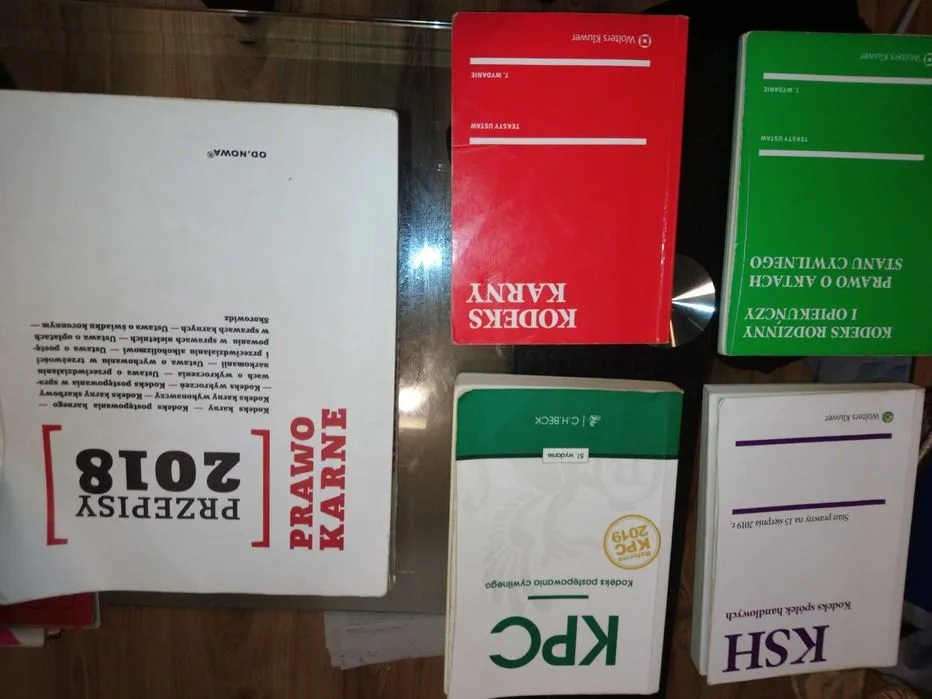 PRAWO
KARNE
PRZEPISY
2018
Kodeks karny — Kodeks postępowania karnego —
Kodeks karny wykonawczy — Kodeks karny skarbowy
— Kodeks wykroczeń — Kodeks postępowania w spra-
wach o wykroczenia — Ustawa o przeciwdziałaniu
narkomanii — Ustawa o wychowaniu w trzeźwości
i przeciwdziałaniu alkoholizmowi — Ustawa o postę-
powaniu w sprawach nieletnich — Ustawa o opłatach
w sprawach karnych — Ustawa o świadku koronnym —
Skorowidz
OD.NOWA®
KODEKS
KARNY
TEKSTY USTAW
7. WYDANIE
Wolters Kluwer
KODEKS RODZINNY
I OPIEKUŃCZY
PRAWO O AKTACH
STANU CYWILNEGO
TEKSTY USTAW
7. WYDANIE
Wolters Kluwer
KPC
Kodeks postępowania cywilnego
Reforma
KPC
2019
51. wydanie
C.H.BECK
KSH
Kodeks spółek handlowych
Stan prawny na 15 sierpnia 2019 r.
Wolters Kluwer